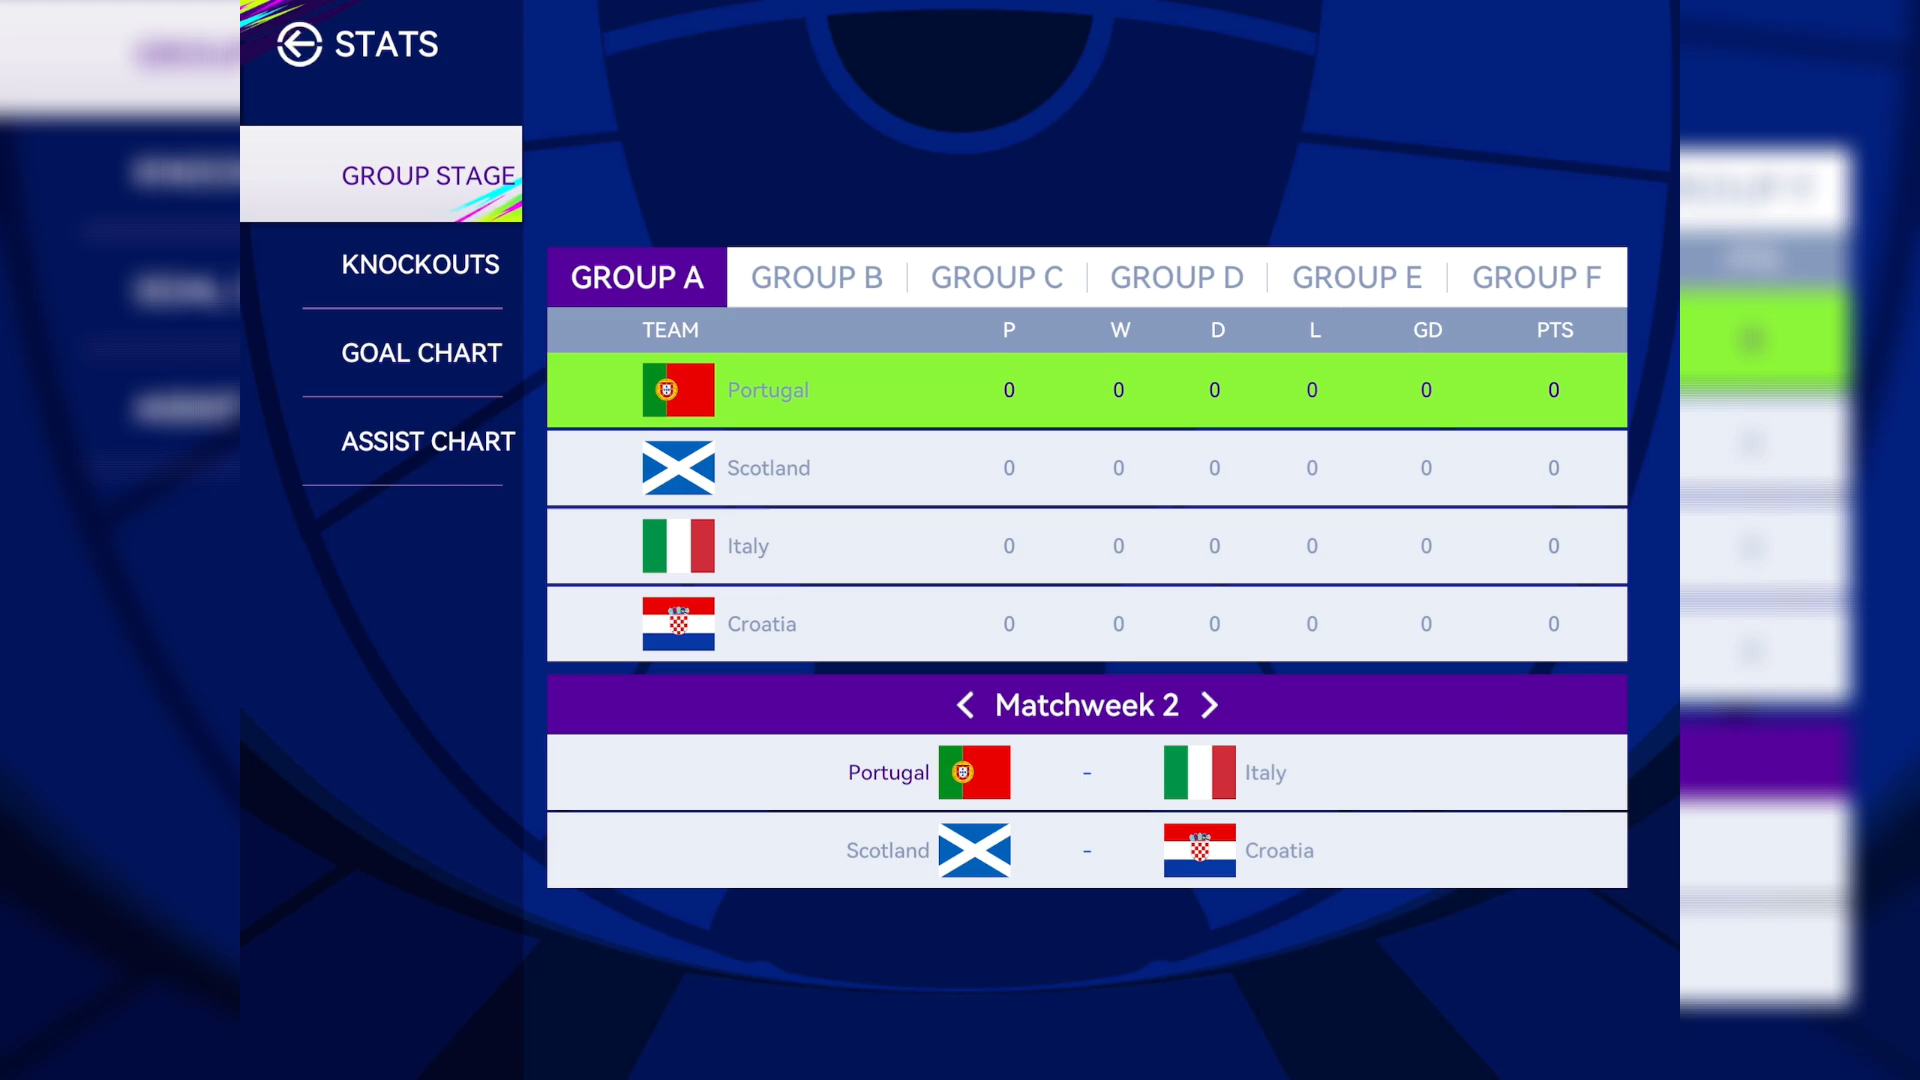 STATS
GROUP STAGE
KNOCKOUTS
GOAL CHART
ASSIST CHART
GROUP A GROUP B GROUP C GROUP D GROUP E GROUP F
TEAM P W D L GD PTS
Portugal 0 0 0 0 0 0
Scotland 0 0 0 0 0 0
Italy 0 0 0 0 0 0
Croatia 0 0 0 0 0 0
Matchweek 2
Portugal - Italy
Scotland - Croatia